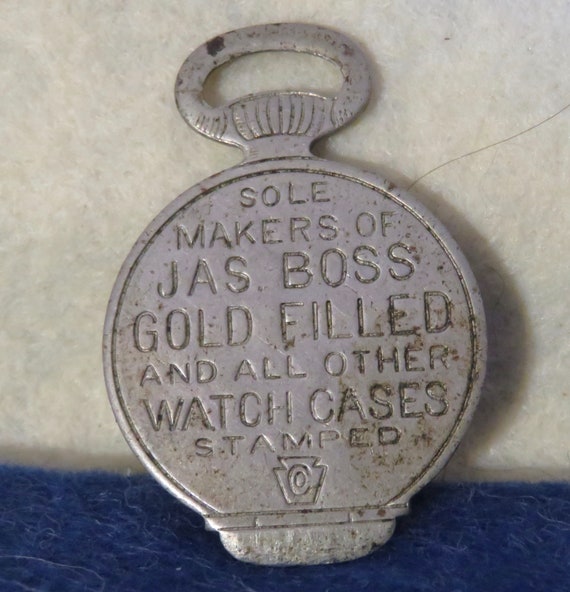 SOLE
MAKERS OF
JAS BOSS
GOLD FILLED
AND ALL OTHER
WATCH CASES
STAMPED
O